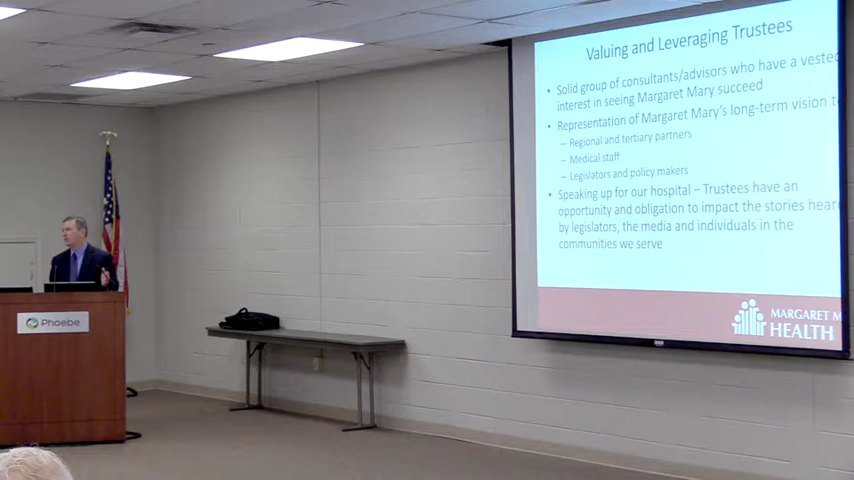 Valuing and Leveraging Trustees
• Solid group of consultants/advisors who have a vested
interest in seeing Margaret Mary succeed
• Representation of Margaret Mary's long-term vision
– Regional and tertiary partners
– Medical staff
– Legislators and policy makers
• Speaking up for our hospital – Trustees have an
opportunity and obligation to impact the stories hear
by legislators, the media and individuals in the
communities we serve
MARGARET M
HEALTH
Phoebe